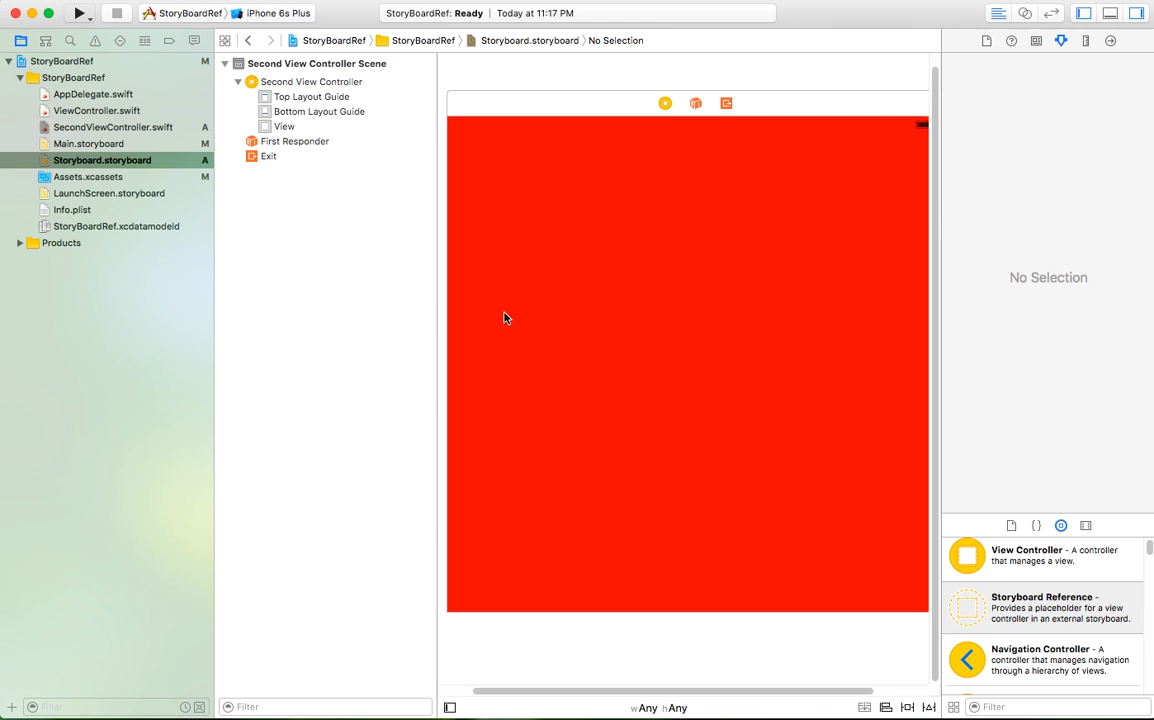 StoryBoardRef iPhone 6s Plus StoryBoardRef: Ready Today at 11:17 PM
StoryBoardRef StoryBoardRef Storyboard.storyboard No Selection
StoryBoardRef M
StoryBoardRef
AppDelegate.swift
ViewController.swift
SecondViewController.swift A
Main.storyboard M
Storyboard.storyboard A
Assets.xcassets M
LaunchScreen.storyboard
Info.plist
StoryBoardRef.xcdatamodeld
Products
Filter
Second View Controller Scene
Second View Controller
Top Layout Guide
Bottom Layout Guide
View
First Responder
Exit
Filter
wAny hAny
No Selection
View Controller - A controller
that manages a view.
Storyboard Reference -
Provides a placeholder for a view
controller in an external storyboard.
Navigation Controller - A
controller that manages navigation
through a hierarchy of views.
Filter